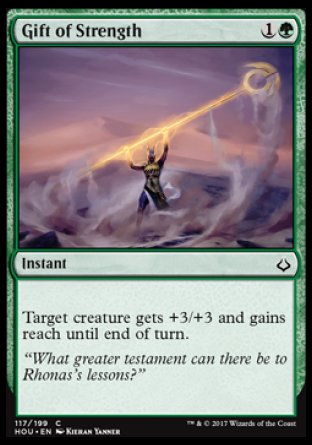 Gift of Strength 1
Instant
Target creature gets +3/+3 and gains
reach until end of turn.
“What greater testament can there be to
Rhonas’s lessons?”
117/199 C
HOU • EN Kieran Tanner
™ & © 2017 Wizards of the Coast